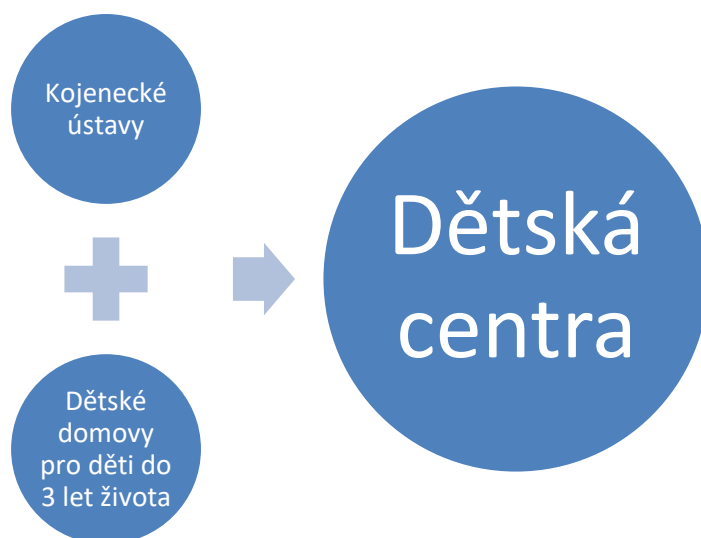 Kojenecké
ústavy
Dětské
domovy
pro děti do
3 let života
Dětská
centra